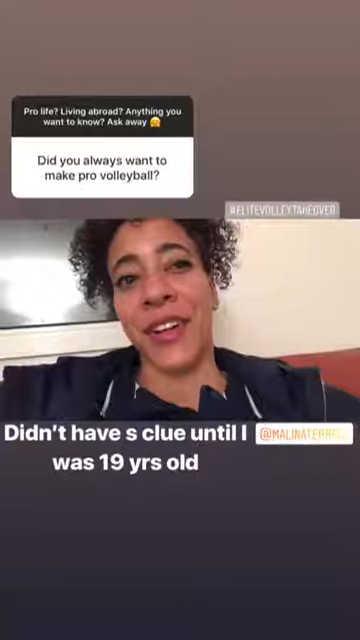 Pro life? Living abroad? Anything you
want to know? Ask away 🤗
Did you always want to
make pro volleyball?
#ELITEVOLLEYTAKEOVER
Didn't have s clue until I
was 19 yrs old